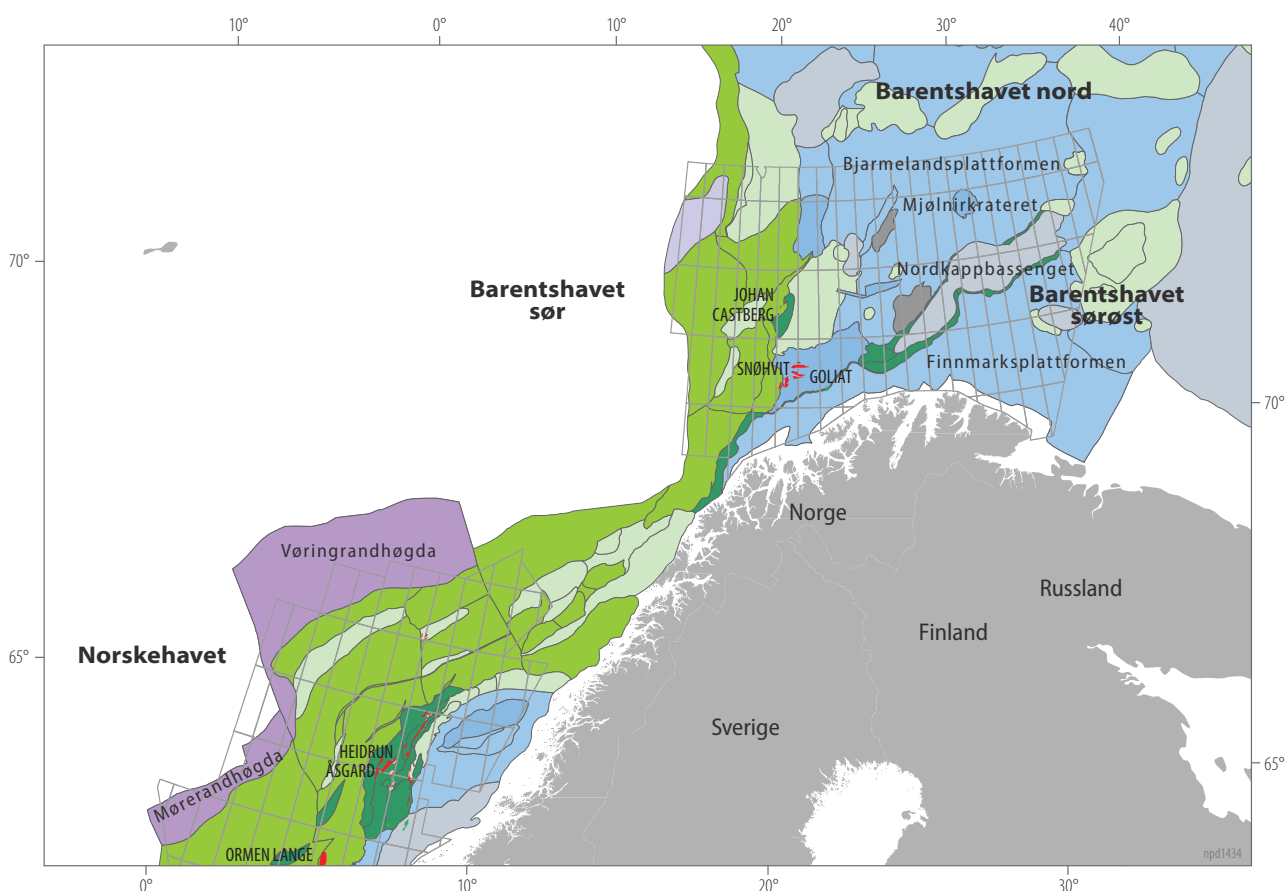 10° 0° 10° 20° 30° 40°
Barentshavet nord
Bjarmelandsplattformen
Mjølnirkrateret
70°
Nordkappbassenget
Barentshavet
sør
JOHAN
CASTBERG
Barentshavet
sørøst
Finnmarksplattformen
SNØHVIT
GOLIAT
70°
Norge
Vøringrandhøgda
Russland
Finland
Norskehavet
65°
Sverige
HEIDRUN
ÅSGARD
65°
Mørerandhøgda
ORMEN LANGE
npd1434
0° 10° 20° 30°